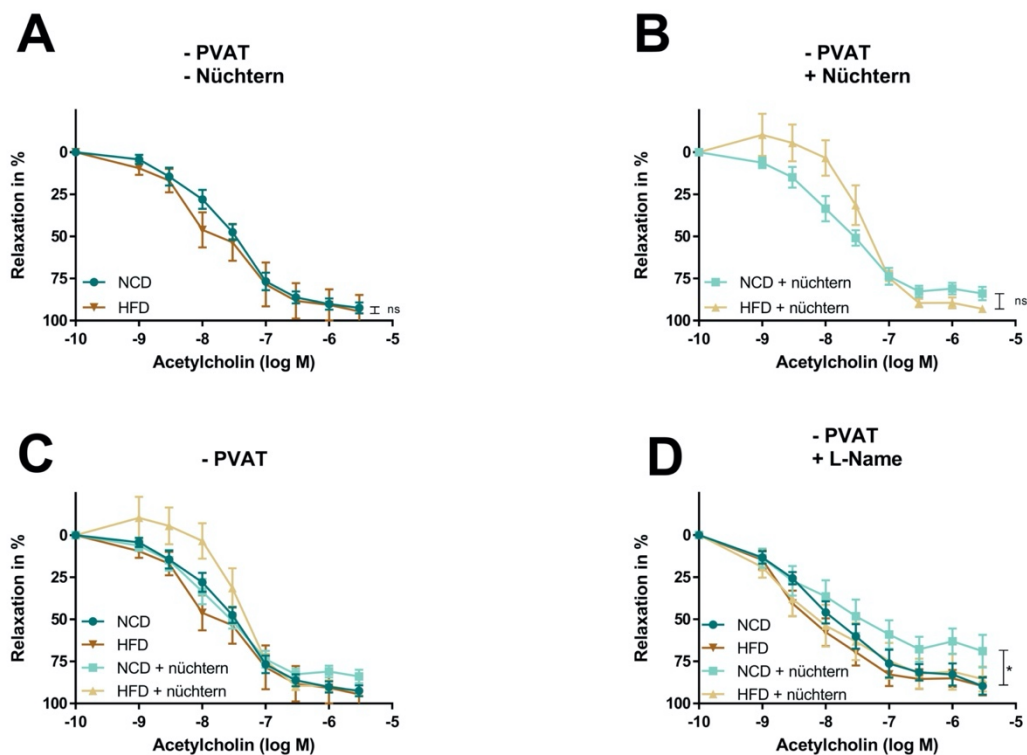 A
- PVAT
- Nüchtern
Relaxation in %
0
25
50
75
100
NCD
HFD
ns
-10
-9
-8
-7
-6
-5
Acetylcholin (log M)
B
- PVAT
+ Nüchtern
Relaxation in %
0
25
50
75
100
NCD + nüchtern
HFD + nüchtern
ns
-10
-9
-8
-7
-6
-5
Acetylcholin (log M)
C
- PVAT
Relaxation in %
0
25
50
75
100
NCD
HFD
NCD + nüchtern
HFD + nüchtern
-10
-9
-8
-7
-6
-5
Acetylcholin (log M)
D
- PVAT
+ L-Name
Relaxation in %
0
25
50
75
100
NCD
HFD
NCD + nüchtern
HFD + nüchtern
*
-10
-9
-8
-7
-6
-5
Acetylcholin (log M)